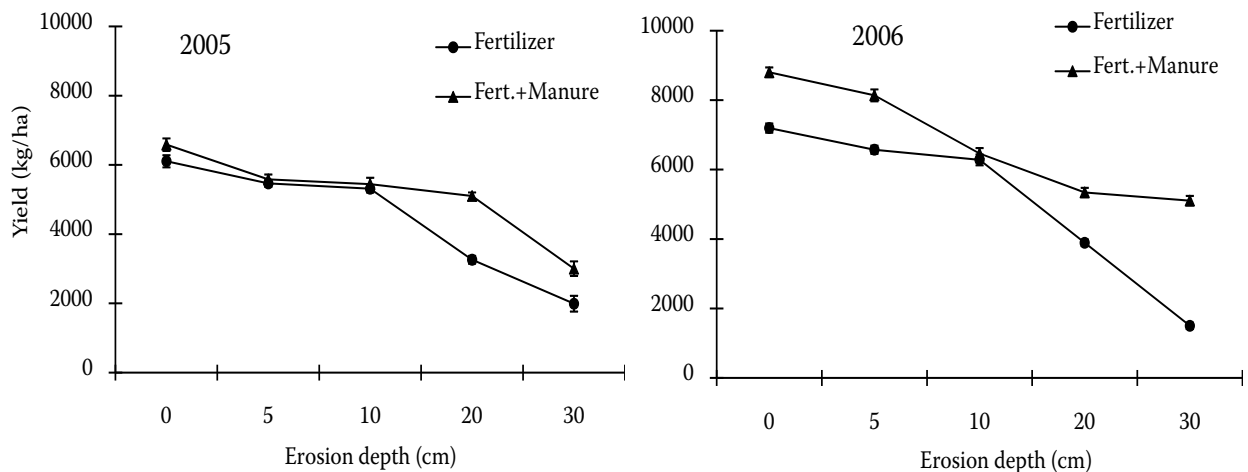 2005
Fertilizer
Fert.+Manure
Yield (kg/ha)
10000
8000
6000
4000
2000
0
0 5 10 20 30
Erosion depth (cm)
2006
Fertilizer
Fert.+Manure
10000
8000
6000
4000
2000
0
0 5 10 20 30
Erosion depth (cm)